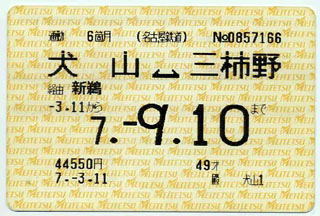 通勤 6箇月 (名古屋鉄道) №0857166
犬山 ↔ 三柿野
経由 新鵜
-3.11から
7.-9.10まで
44550円 49才
7.-3.11 殿 犬山1